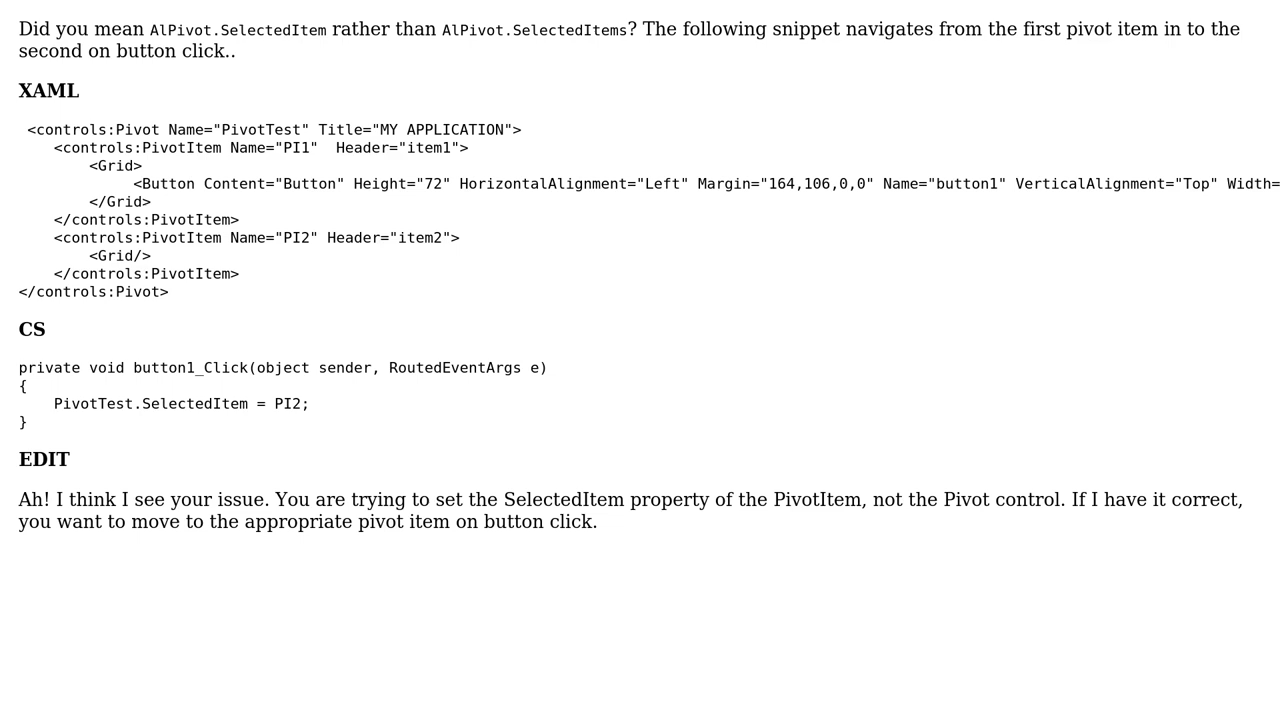 Did you mean AlPivot.SelectedItem rather than AlPivot.SelectedItems? The following snippet navigates from the first pivot item in to the
second on button click..
XAML
<controls:Pivot Name="PivotTest" Title="MY APPLICATION">
<controls:PivotItem Name="PI1"  Header="item1">
<Grid>
<Button Content="Button" Height="72" HorizontalAlignment="Left" Margin="164,106,0,0" Name="button1" VerticalAlignment="Top" Width=
</Grid>
</controls:PivotItem>
<controls:PivotItem Name="PI2" Header="item2">
<Grid/>
</controls:PivotItem>
</controls:Pivot>
CS
private void button1_Click(object sender, RoutedEventArgs e)
{
PivotTest.SelectedItem = PI2;
}
EDIT
Ah! I think I see your issue. You are trying to set the SelectedItem property of the PivotItem, not the Pivot control. If I have it correct,
you want to move to the appropriate pivot item on button click.